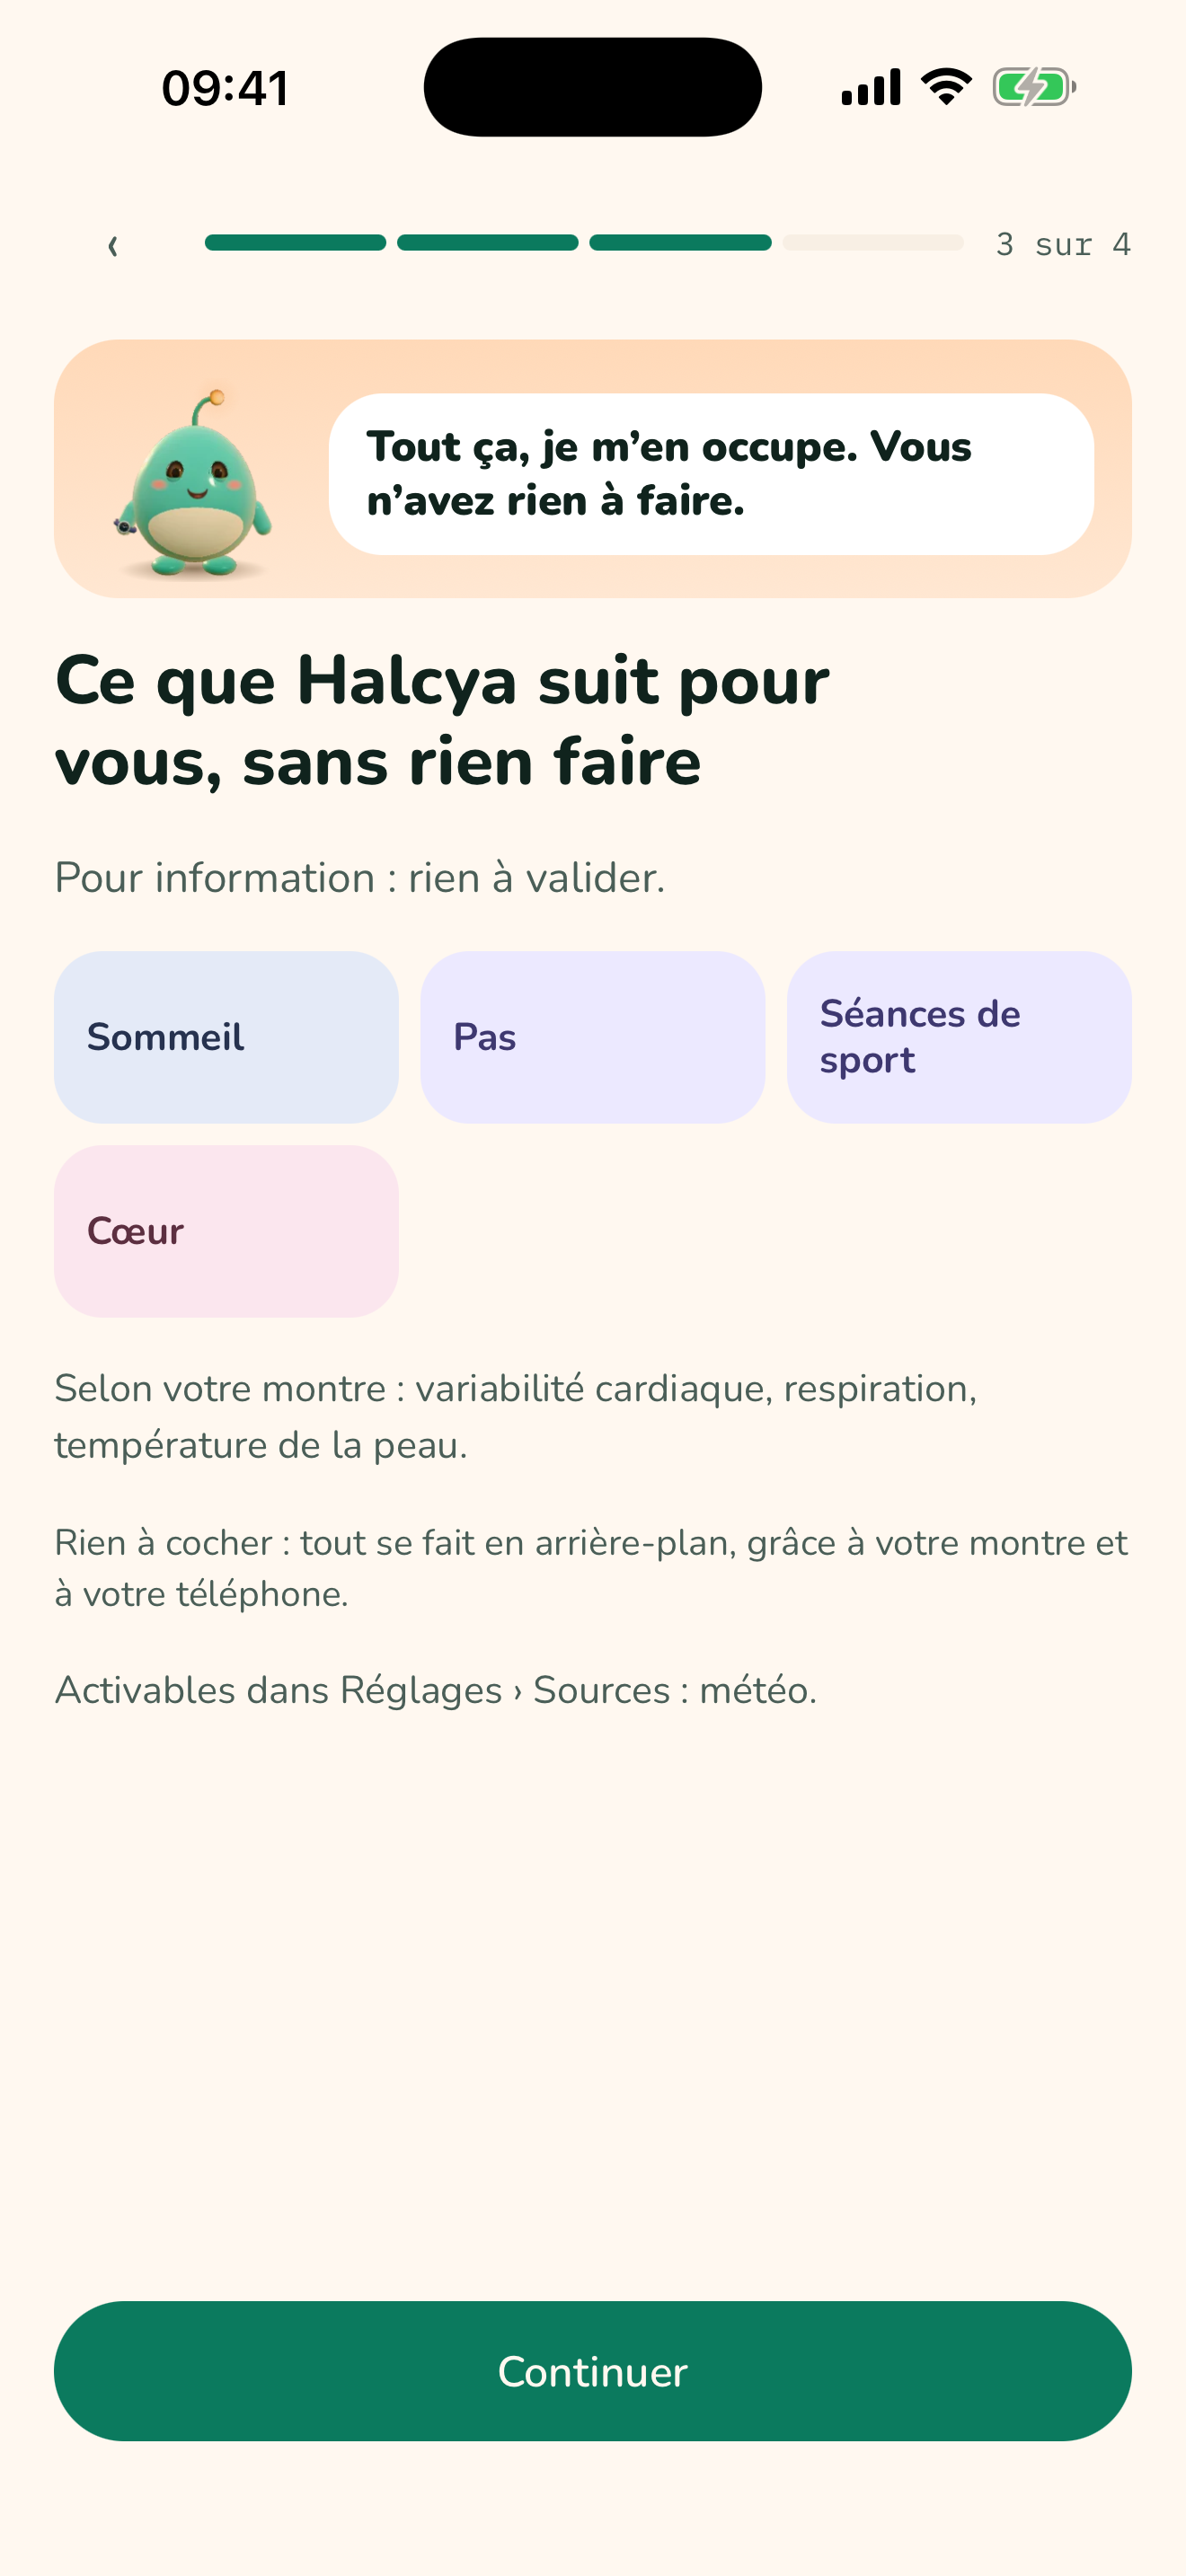 09:41
‹
3 sur 4
Tout ça, je m’en occupe. Vous
n’avez rien à faire.
Ce que Halcya suit pour
vous, sans rien faire
Pour information : rien à valider.
Sommeil
Pas
Séances de
sport
Cœur
Selon votre montre : variabilité cardiaque, respiration,
température de la peau.
Rien à cocher : tout se fait en arrière-plan, grâce à votre montre et
à votre téléphone.
Activables dans Réglages › Sources : météo.
Continuer